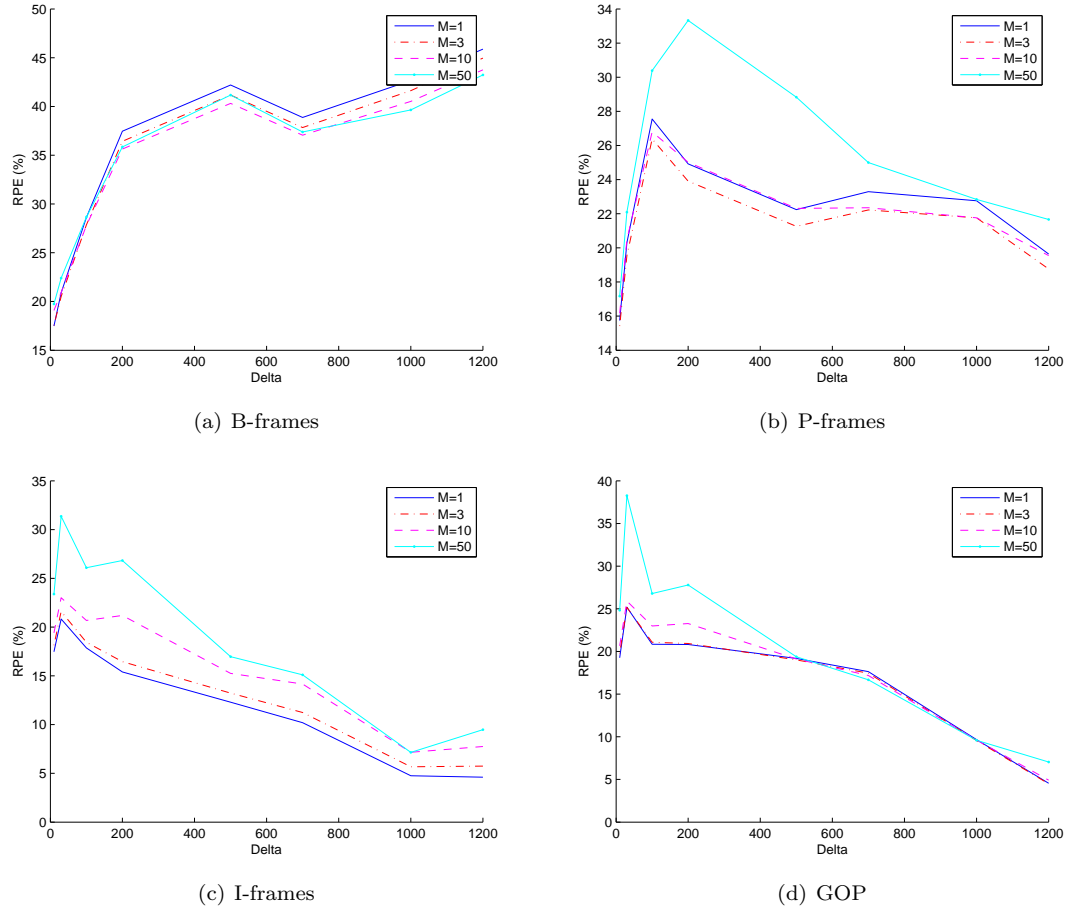 50
45
40
35
30
25
20
15
0 200 400 600 800 1000 1200
Delta
RPE (%)
M=1
M=3
M=10
M=50
(a) B-frames
34
32
30
28
26
24
22
20
18
16
14
0 200 400 600 800 1000 1200
Delta
RPE (%)
M=1
M=3
M=10
M=50
(b) P-frames
35
30
25
20
15
10
5
0
0 200 400 600 800 1000 1200
Delta
RPE (%)
M=1
M=3
M=10
M=50
(c) I-frames
40
35
30
25
20
15
10
5
0
0 200 400 600 800 1000 1200
Delta
RPE (%)
M=1
M=3
M=10
M=50
(d) GOP